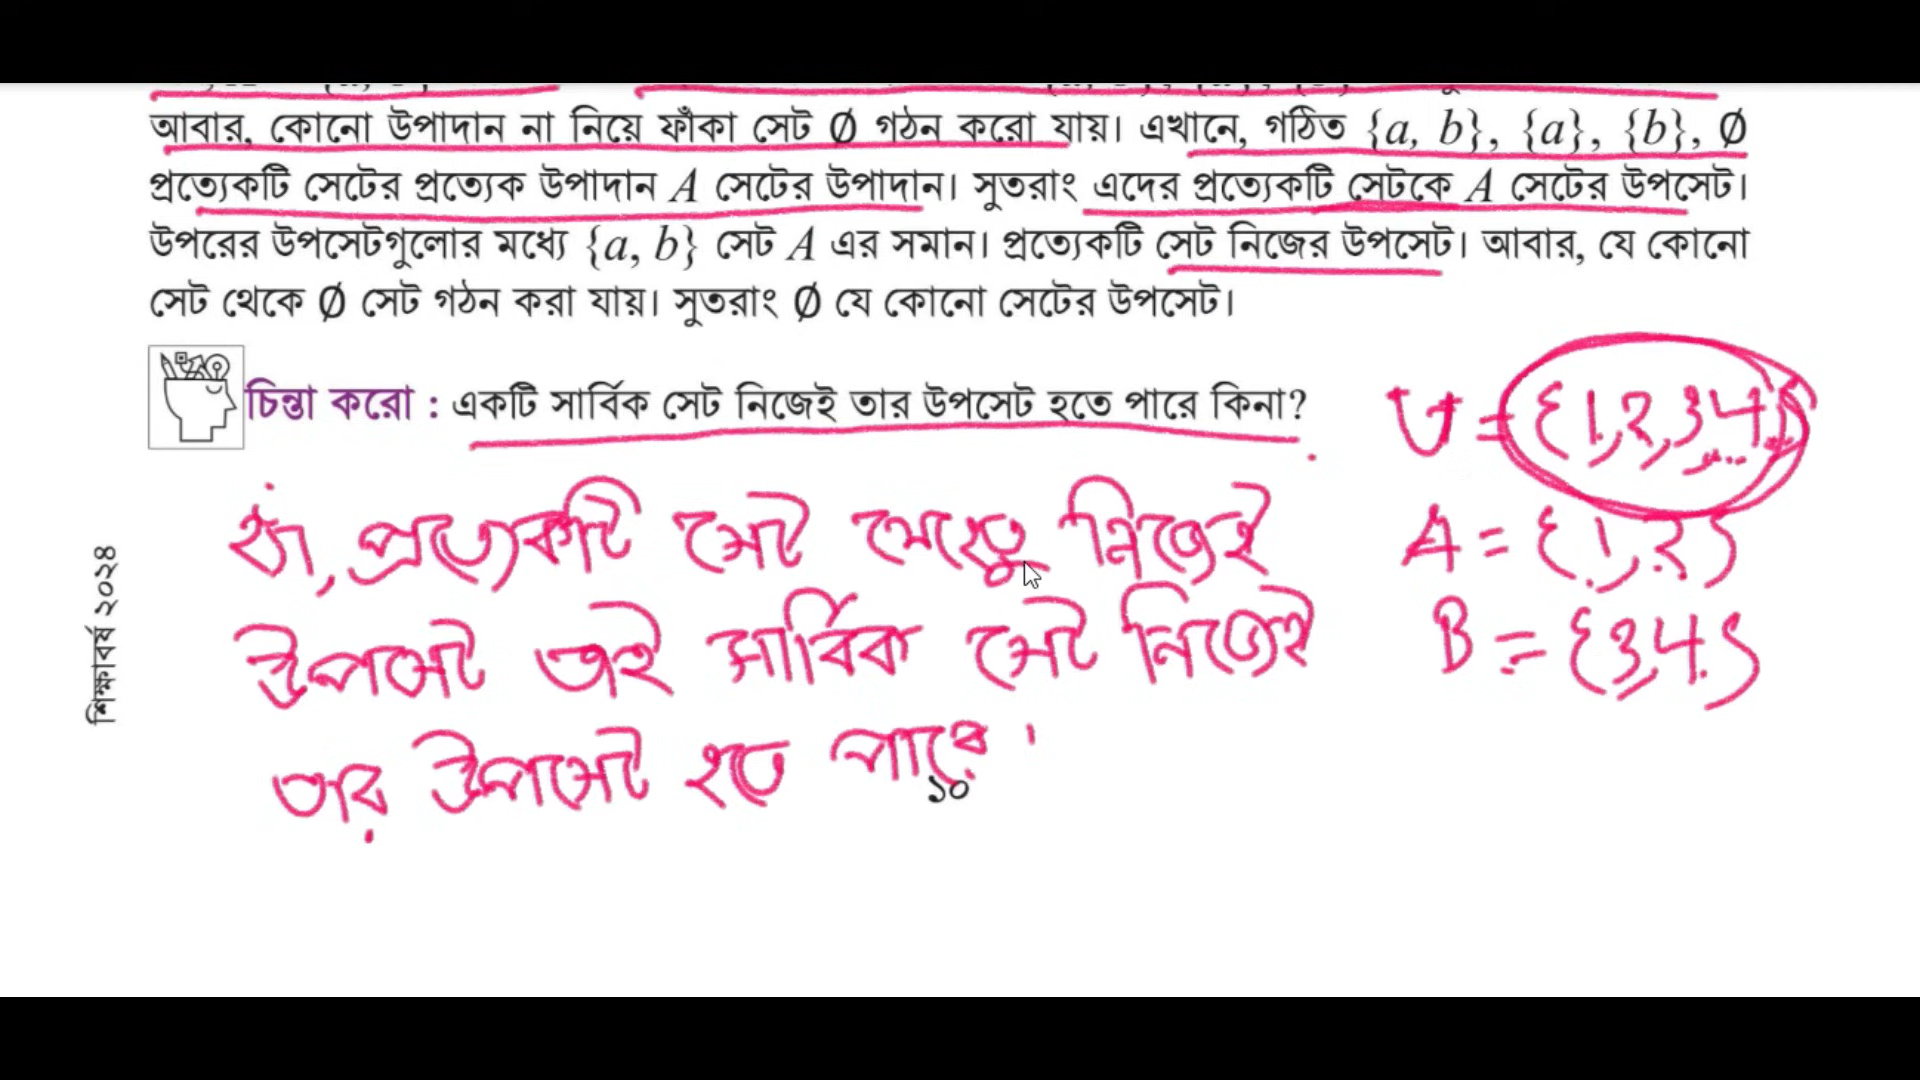 আবার, কোনো উপাদান না নিয়ে ফাঁকা সেট Ø গঠন করো যায়। এখানে, গঠিত {a, b}, {a}, {b}, Ø
প্রত্যেকটি সেটের প্রত্যেক উপাদান A সেটের উপাদান। সুতরাং এদের প্রত্যেকটি সেটকে A সেটের উপসেট।
উপরের উপসেটগুলোর মধ্যে {a, b} সেট A এর সমান। প্রত্যেকটি সেট নিজের উপসেট। আবার, যে কোনো
সেট থেকে Ø সেট গঠন করা যায়। সুতরাং Ø যে কোনো সেটের উপসেট।
চিন্তা করো : একটি সার্বিক সেট নিজেই তার উপসেট হতে পারে কিনা?
U = {1,2,3,4,...}
হ্যাঁ, প্রত্যেকটি সেট যেহেতু নিজেই
A = {1,2}
উপসেট তাই সার্বিক সেট নিজেই
B = {3,4}
তার উপসেট হতে পারে।
১০
শিক্ষাবর্ষ ২০২৪